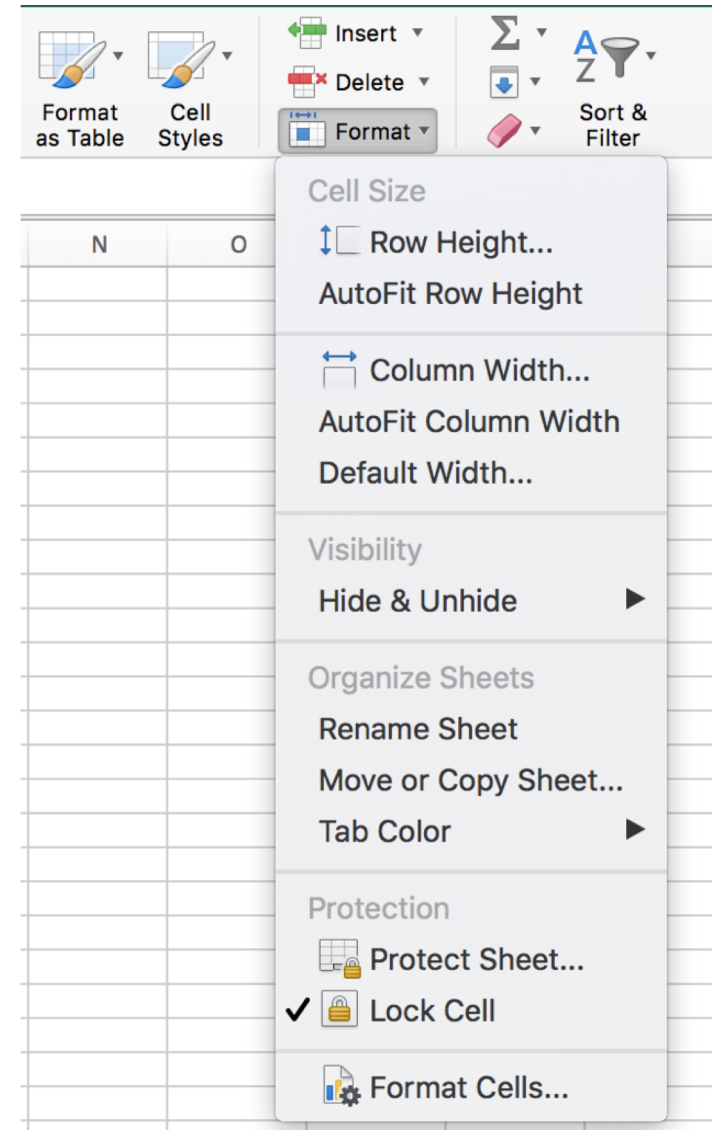 Format as Table
Cell Styles
Insert
Delete
Format
Sort & Filter
N
O
Cell Size
Row Height...
AutoFit Row Height
Column Width...
AutoFit Column Width
Default Width...
Visibility
Hide & Unhide
Organize Sheets
Rename Sheet
Move or Copy Sheet...
Tab Color
Protection
Protect Sheet...
Lock Cell
Format Cells...